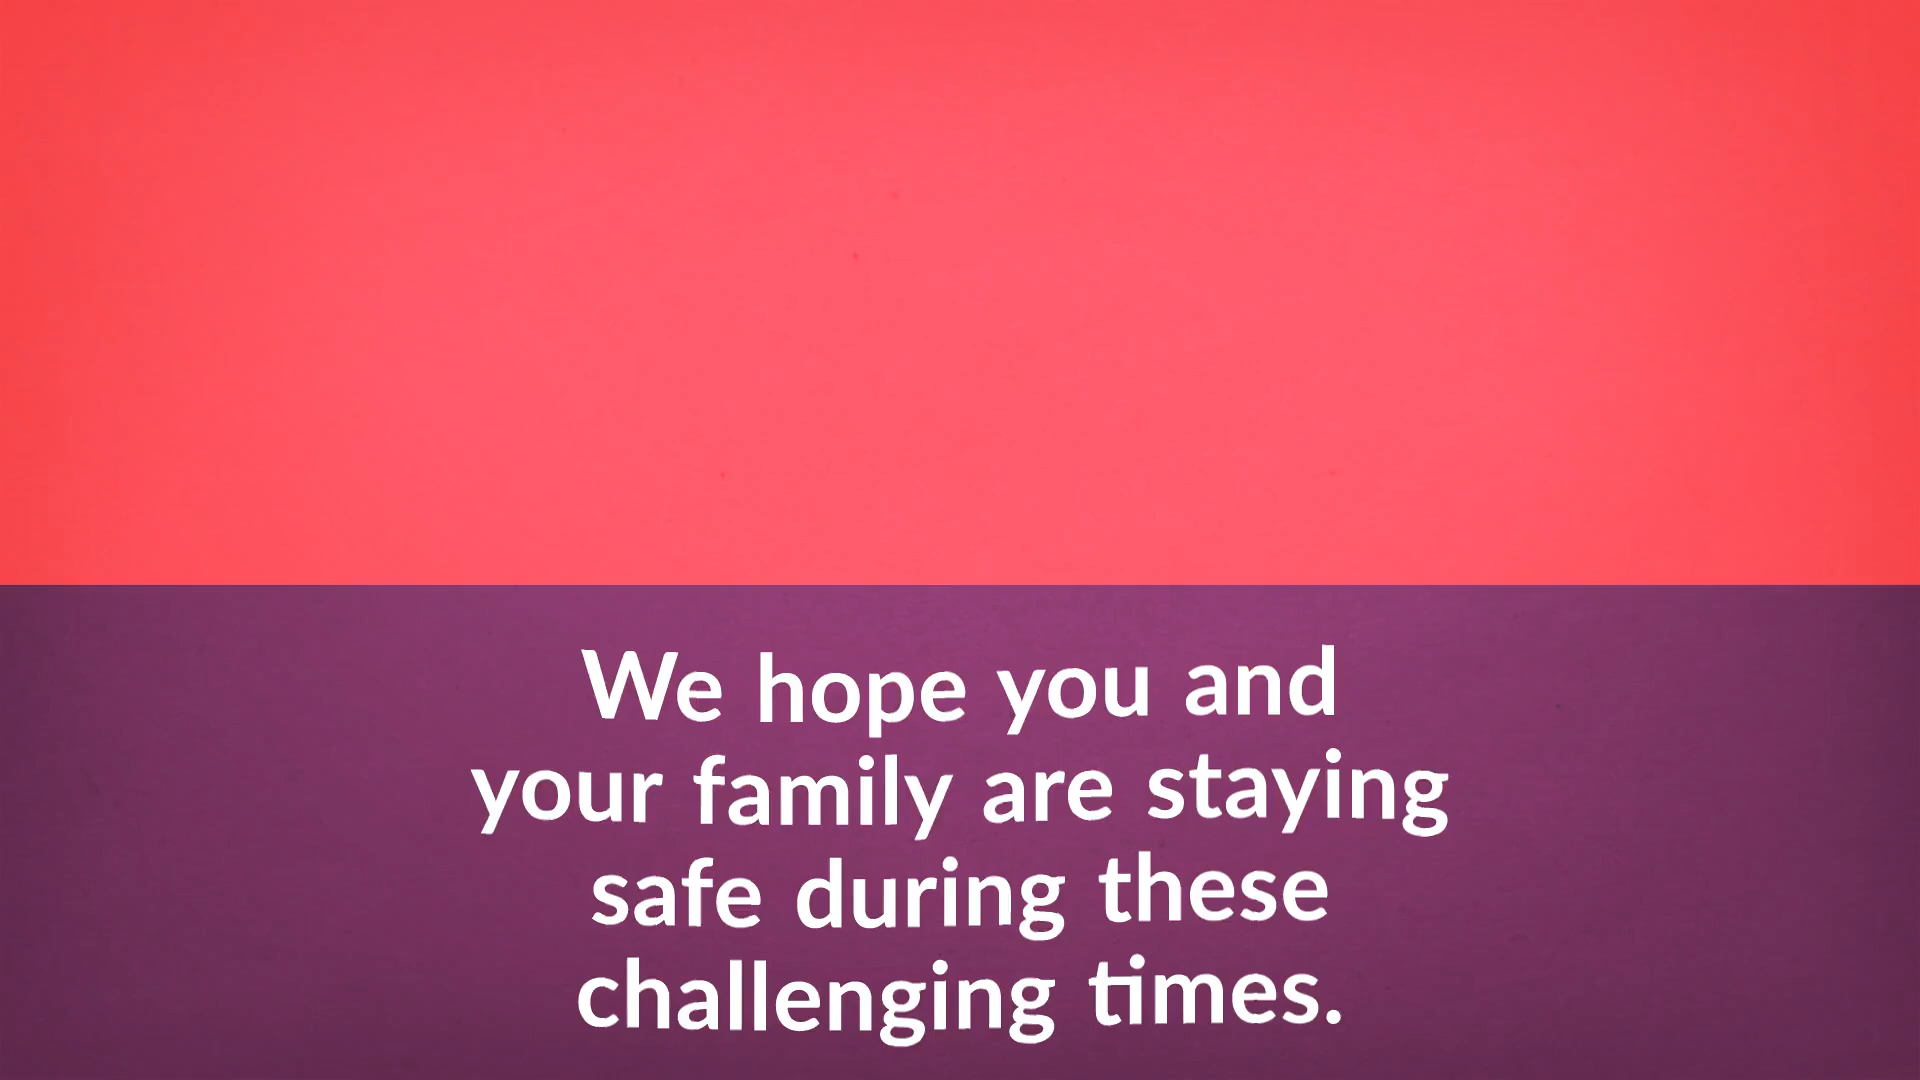 We hope you and
your family are staying
safe during these
challenging times.